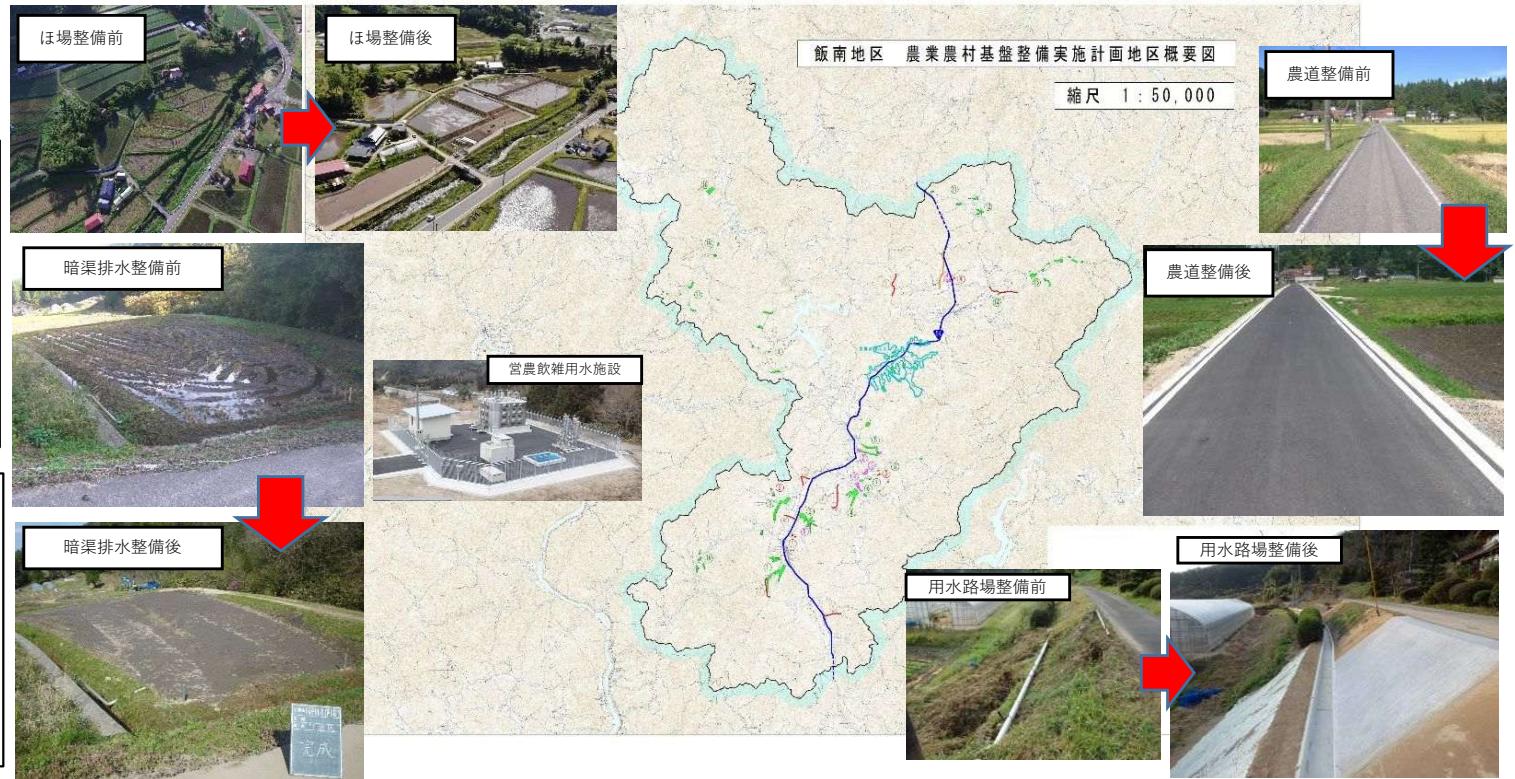 ほ場整備前
ほ場整備後
飯南地区 農業農村基盤整備実施計画地区概要図
縮尺 1:50,000
農道整備前
農道整備後
暗渠排水整備前
営農飲雑用水施設
暗渠排水整備後
完成
用水路場整備前
用水路場整備後